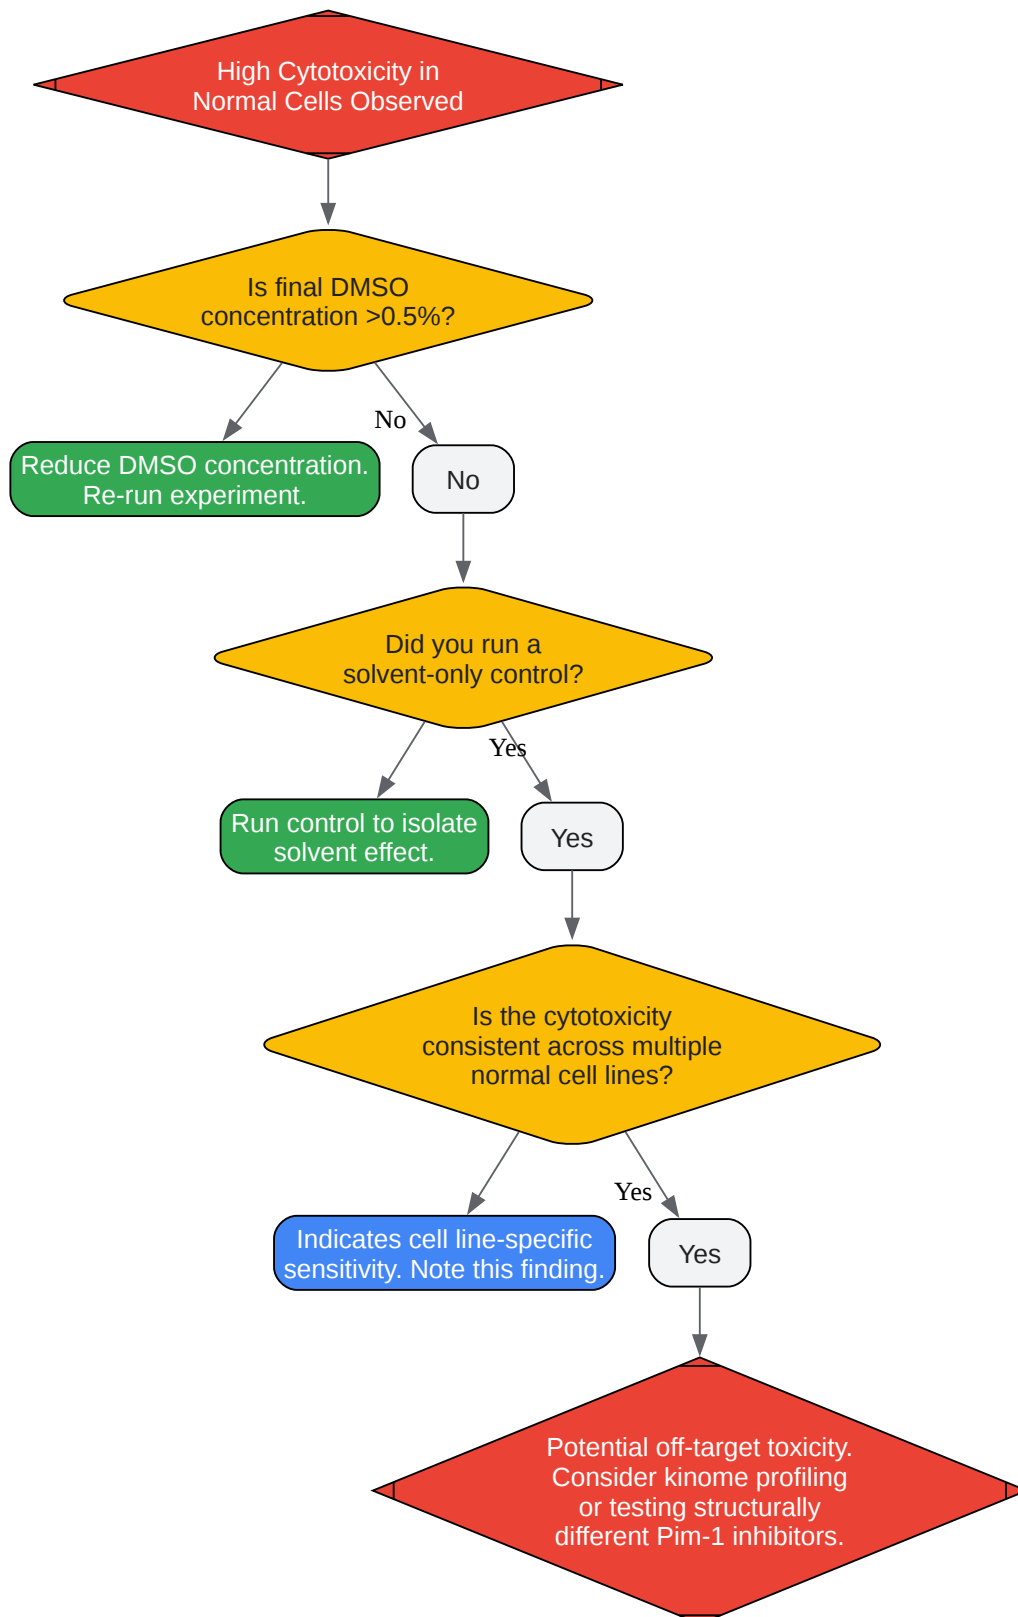 High Cytotoxicity in
Normal Cells Observed
Is final DMSO
concentration >0.5%?
No
Reduce DMSO concentration.
Re-run experiment.
No
Did you run a
solvent-only control?
Yes
Run control to isolate
solvent effect.
Yes
Is the cytotoxicity
consistent across multiple
normal cell lines?
Yes
Indicates cell line-specific
sensitivity. Note this finding.
Yes
Potential off-target toxicity.
Consider kinome profiling
or testing structurally
different Pim-1 inhibitors.